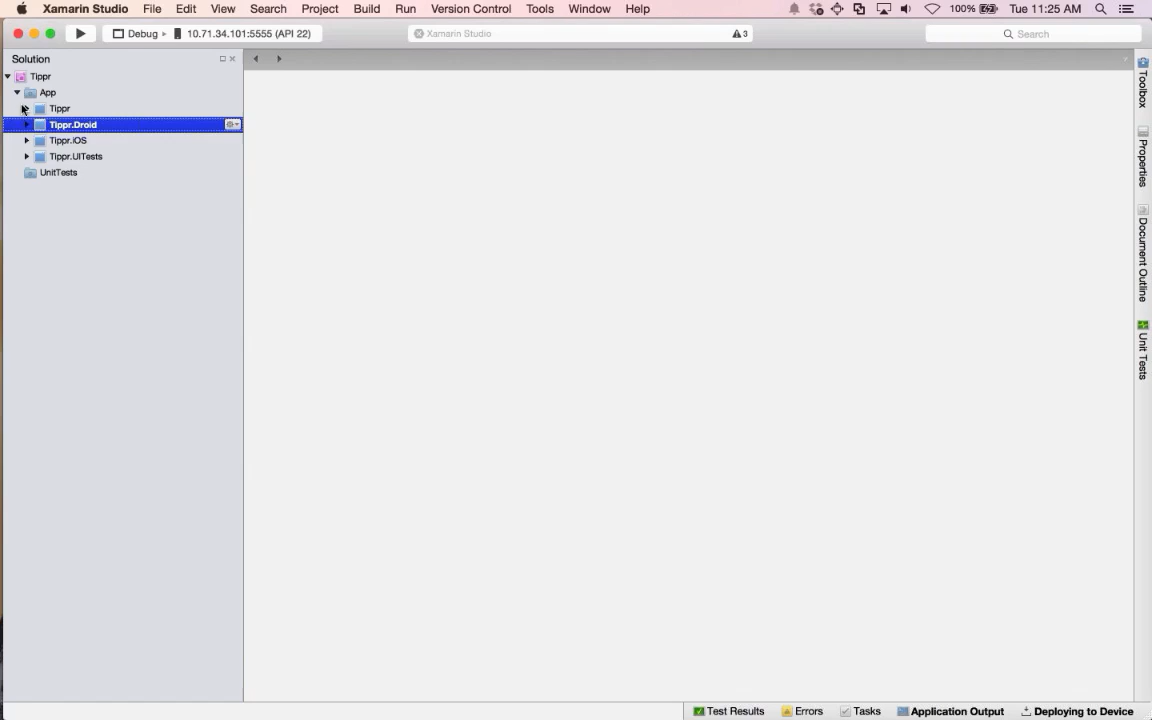 Xamarin Studio File Edit View Search Project Build Run Version Control Tools Window Help 100% Tue 11:25 AM
Debug 10.71.34.101:5555 (API 22) Xamarin Studio 3 Search
Solution
Tippr
App
Tippr
Tippr.Droid
Tippr.iOS
Tippr.UITests
UnitTests
Toolbox
Properties
Document Outline
Unit Tests
Test Results Errors Tasks Application Output Deploying to Device